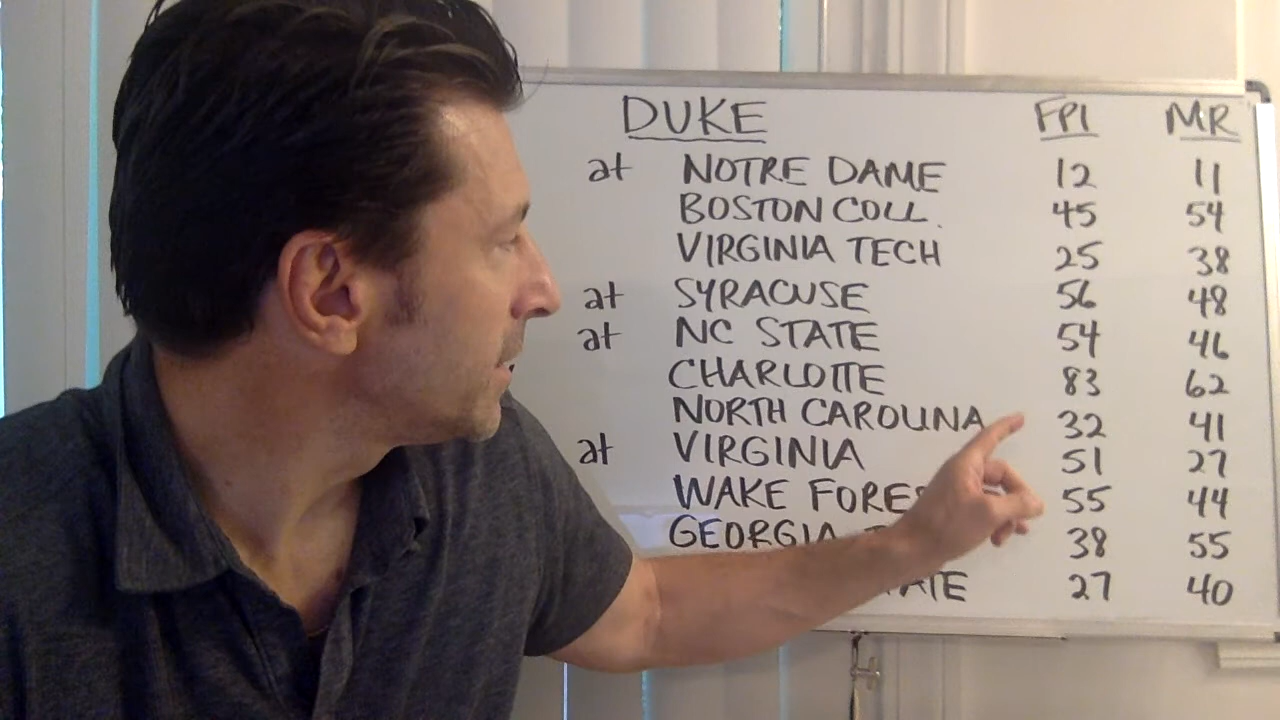 DUKE FPI MR
at NOTRE DAME 12 11
BOSTON COLL. 45 54
VIRGINIA TECH 25 38
at SYRACUSE 56 48
at NC STATE 54 46
CHARLOTTE 83 62
NORTH CAROLINA 32 41
at VIRGINIA 51 27
WAKE 55 44
GEORGIA 38 55
27 40